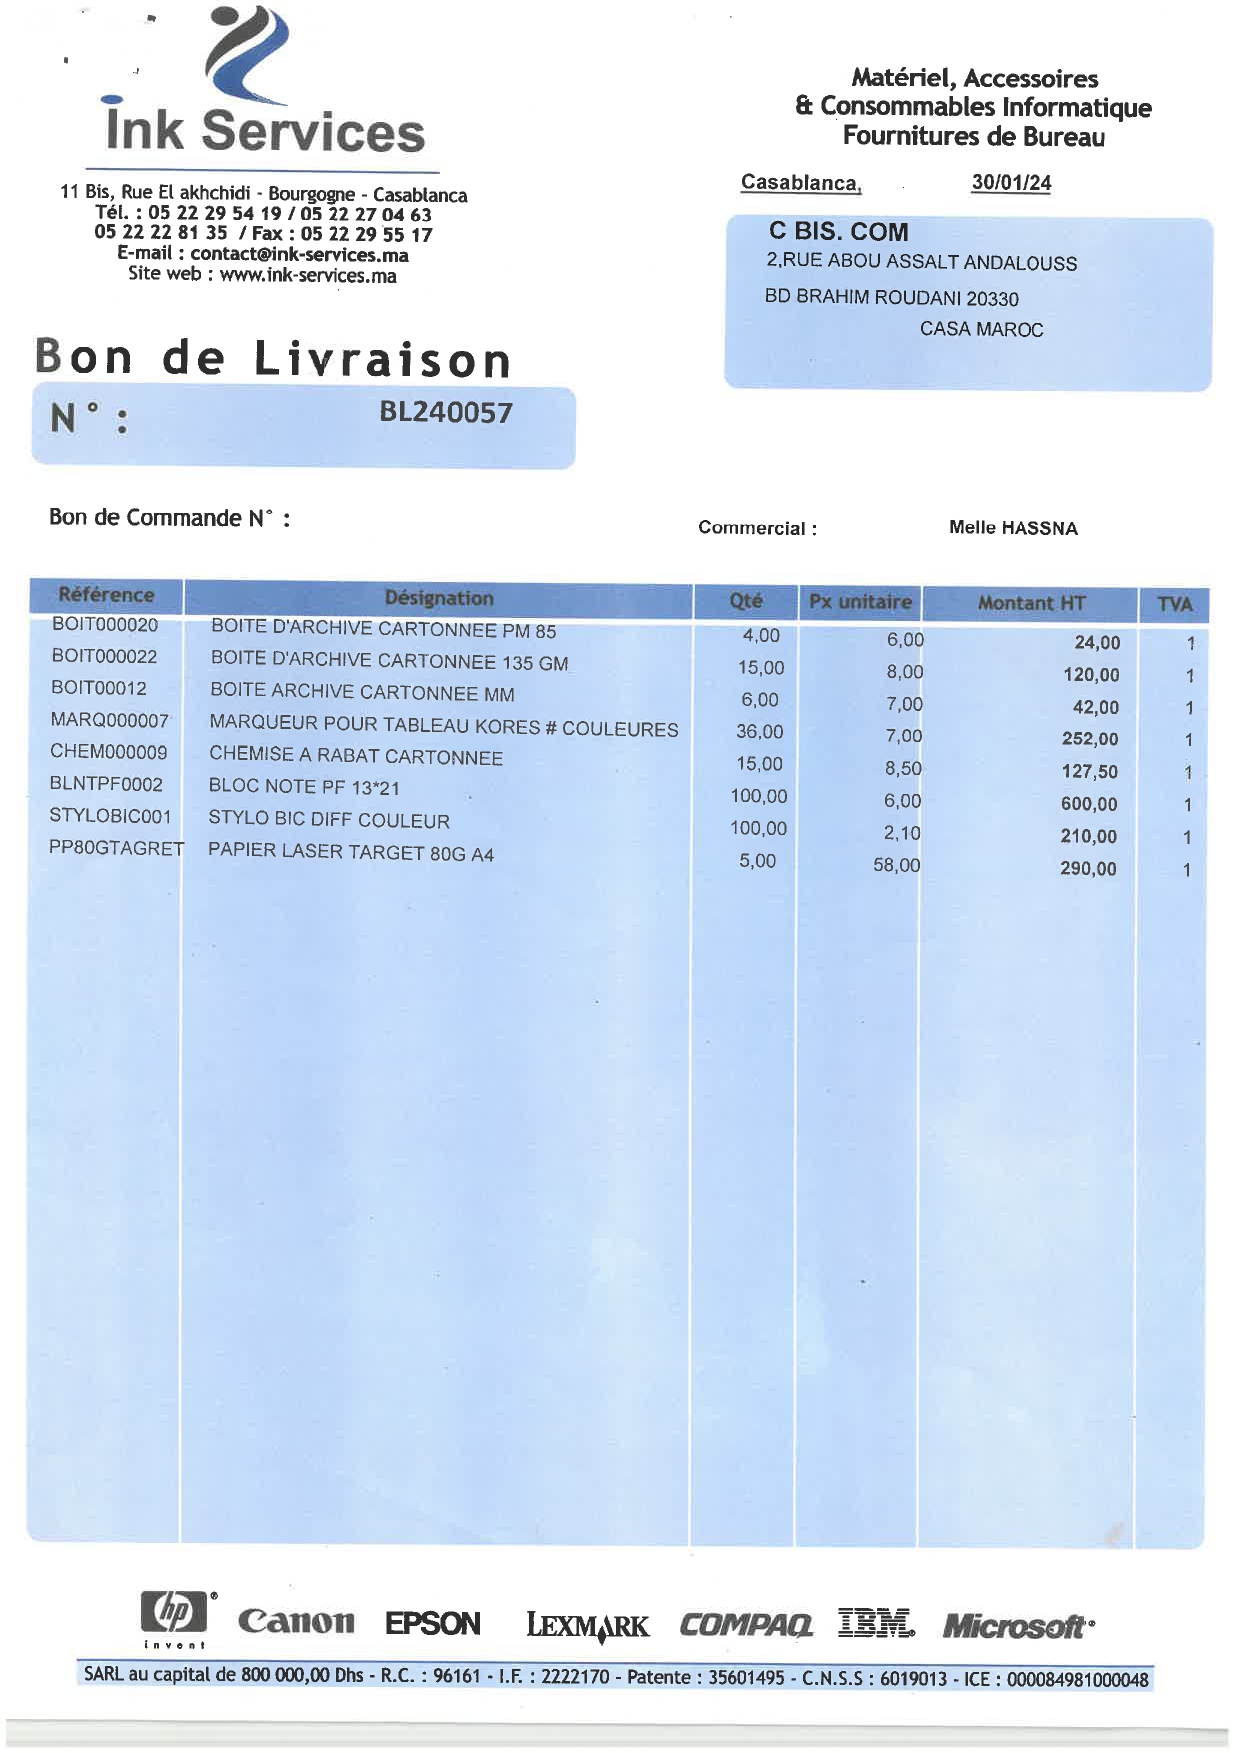 Ink Services
11 Bis, Rue El akhchidi - Bourgogne - Casablanca
Tél. : 05 22 29 54 19 / 05 22 27 04 63
05 22 22 81 35 / Fax : 05 22 29 55 17
E-mail : contact@ink-services.ma
Site web : www.ink-services.ma
Matériel, Accessoires
& Consommables Informatique
Fournitures de Bureau
Casablanca, 30/01/24
C BIS. COM
2,RUE ABOU ASSALT ANDALOUSS
BD BRAHIM ROUDANI 20330
CASA MAROC
Bon de Livraison
N° : BL240057
Bon de Commande N° :
Commercial : Melle HASSNA
Référence Désignation Qté Px unitaire Montant HT TVA
BOIT000020 BOITE D'ARCHIVE CARTONNEE PM 85 4,00 6,00 24,00 1
BOIT000022 BOITE D'ARCHIVE CARTONNEE 135 GM 15,00 8,00 120,00 1
BOIT00012 BOITE ARCHIVE CARTONNEE MM 6,00 7,00 42,00 1
MARQ000007 MARQUEUR POUR TABLEAU KORES # COULEURES 36,00 7,00 252,00 1
CHEM000009 CHEMISE A RABAT CARTONNEE 15,00 8,50 127,50 1
BLNTPF0002 BLOC NOTE PF 13*21 100,00 6,00 600,00 1
STYLOBIC001 STYLO BIC DIFF COULEUR 100,00 2,10 210,00 1
PP80GTAGRET PAPIER LASER TARGET 80G A4 5,00 58,00 290,00 1
hp® Canon EPSON LEXMARK COMPAQ IBM. Microsoft®
invent
SARL au capital de 800 000,00 Dhs - R.C. : 96161 - I.F. : 2222170 - Patente : 35601495 - C.N.S.S : 6019013 - ICE : 000084981000048